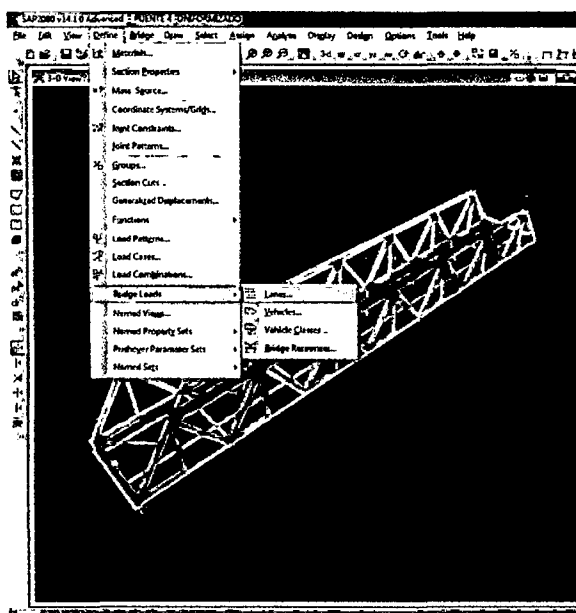 SAP2000 v14.1.0 Advanced - PUENTE 4 -
File Edit View Define Bridge Draw Select Assign Analyze Display Design Options Tools Help
Materials...
Section Properties
Mass Source...
Coordinate Systems/Grids...
Joint Constraints...
Joint Patterns...
Groups...
Section Cuts...
Generalized Displacements...
Functions
Load Patterns...
Load Cases...
Load Combinations...
Bridge Loads
Lanes...
Named Views...
Vehicles...
Named Property Sets
Vehicle Classes...
Pushover Parameter Sets
Bridge Responses...
Named Sets
3-D View